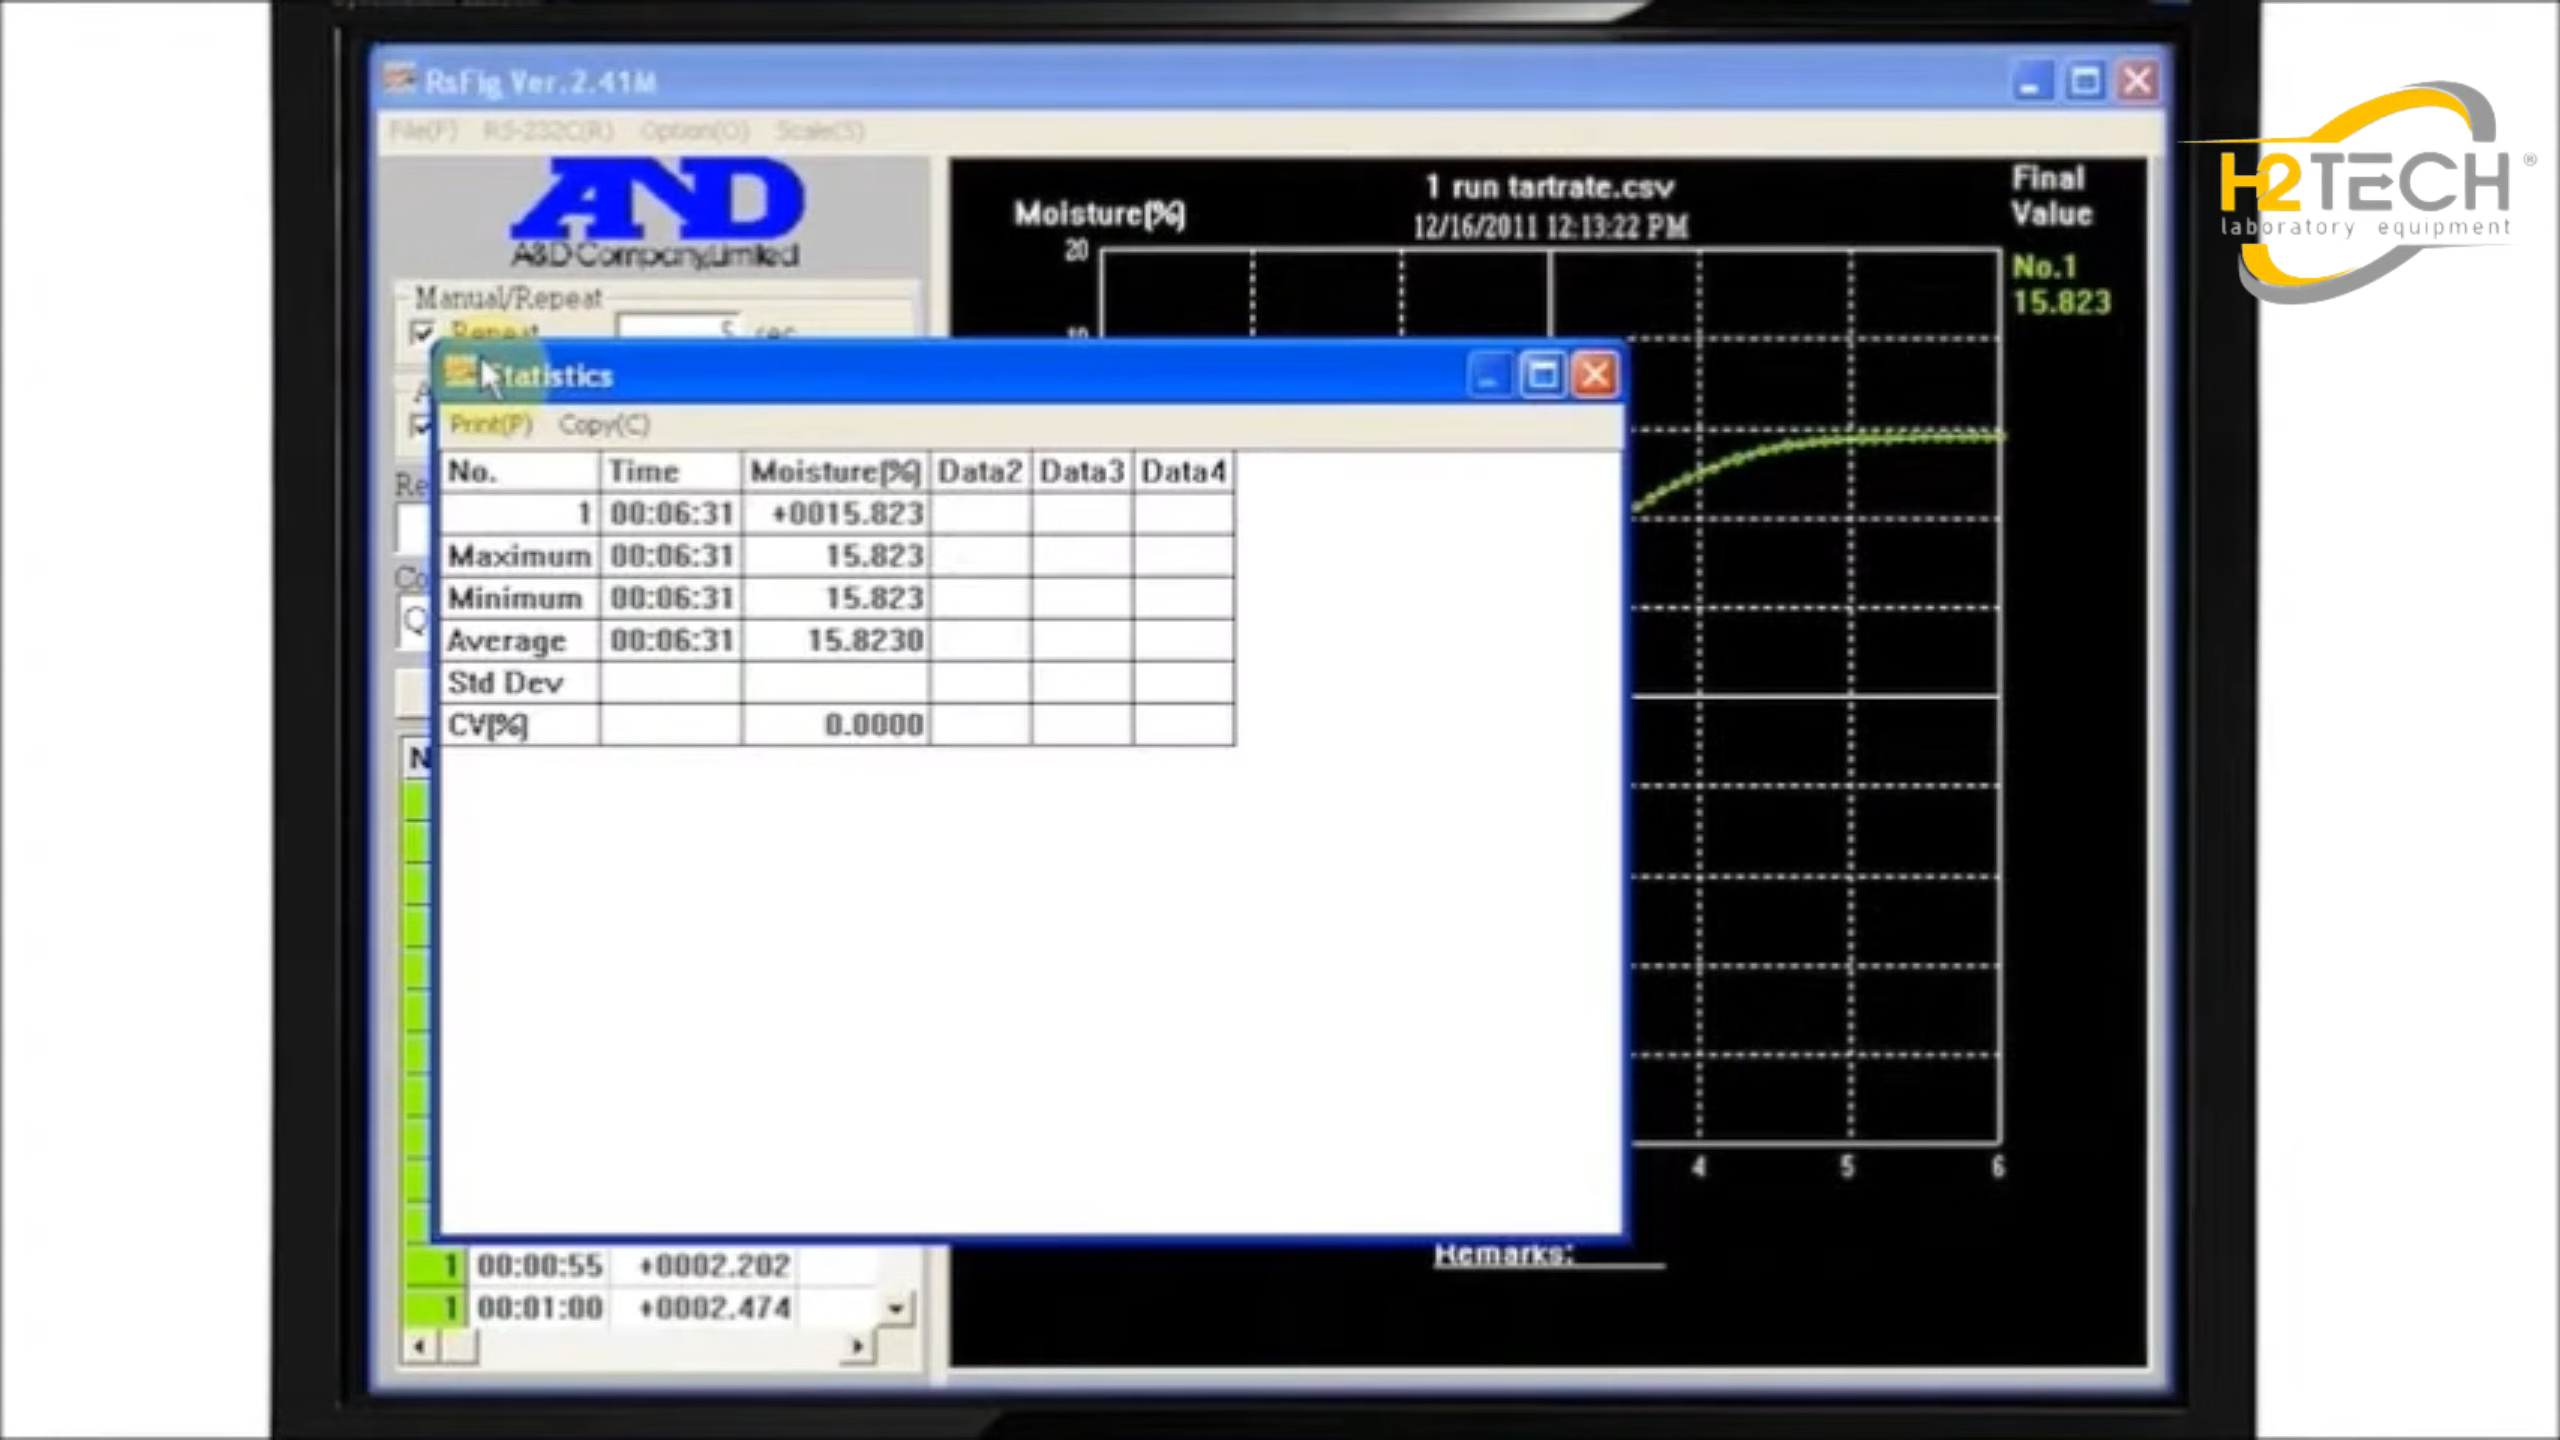 RsFig Ver.2.41M
File(F) RS-232C(R) Option(O) Scale(S)
AND
A&D Company,Limited
Manual/Repeat
Repeat 5 sec
Moisture[%]
1 run tartrate.csv
12/16/2011 12:13:22 PM
Final
Value
No.1
15.823
20
H2TECH®
laboratory equipment
Statistics
Print(P) Copy(C)
No. Time Moisture[%] Data2 Data3 Data4
1 00:06:31 +0015.823
Maximum 00:06:31 15.823
Minimum 00:06:31 15.823
Average 00:06:31 15.8230
Std Dev
CV[%] 0.0000
1 00:00:55 +0002.202
1 00:01:00 +0002.474
4 5 6
Remarks: